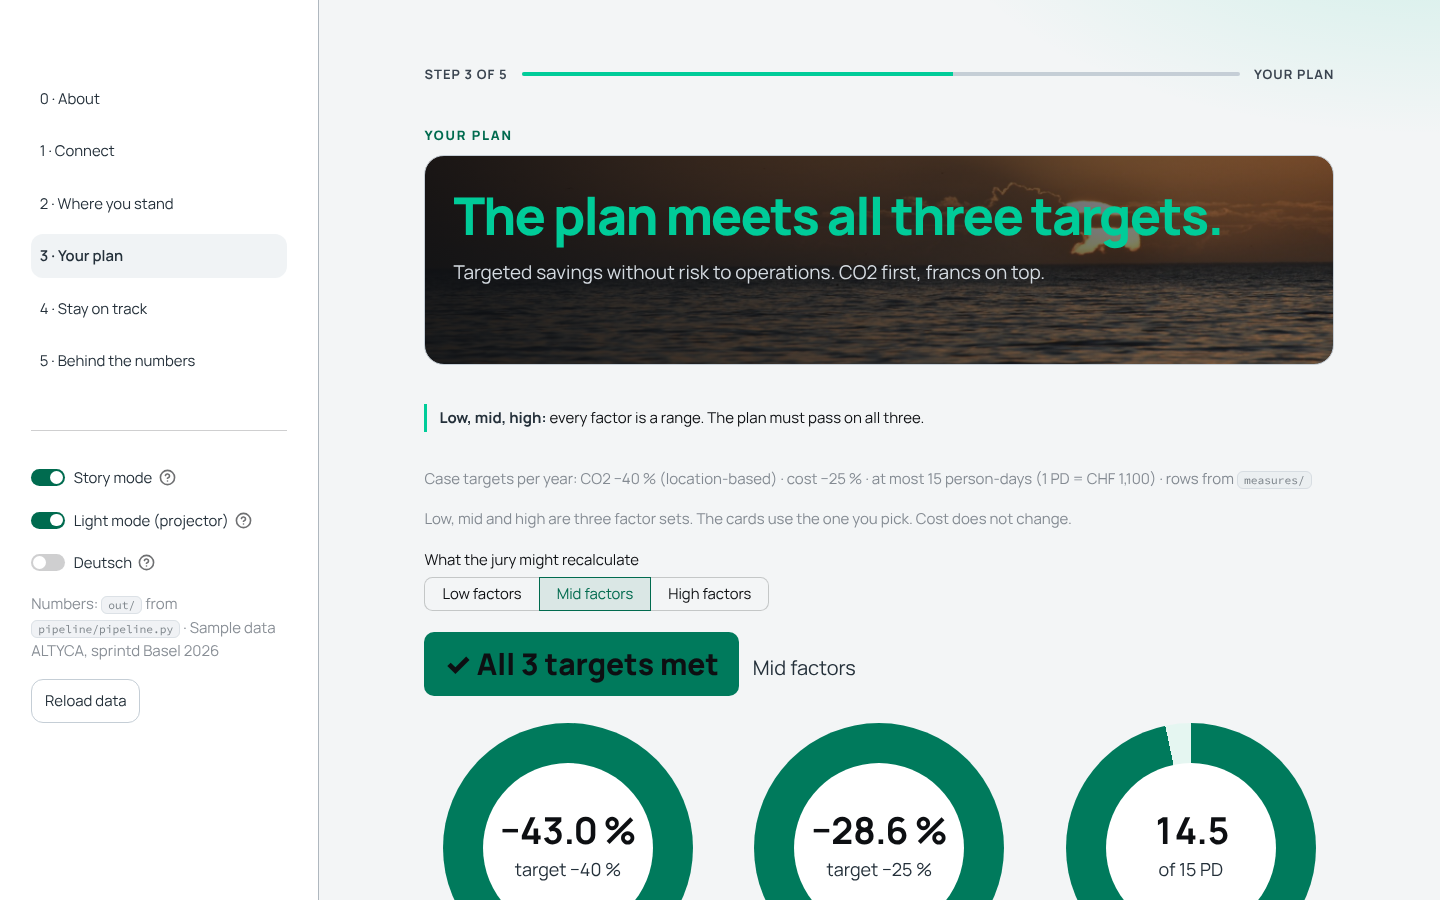 0 · About
1 · Connect
2 · Where you stand
3 · Your plan
4 · Stay on track
5 · Behind the numbers
Story mode
Light mode (projector)
Deutsch
Numbers: out/ from
pipeline/pipeline.py · Sample data
ALTYCA, sprintd Basel 2026
Reload data
STEP 3 OF 5
YOUR PLAN
YOUR PLAN
The plan meets all three targets.
Targeted savings without risk to operations. CO2 first, francs on top.
Low, mid, high: every factor is a range. The plan must pass on all three.
Case targets per year: CO2 −40 % (location-based) · cost −25 % · at most 15 person-days (1 PD = CHF 1,100) · rows from measures/
Low, mid and high are three factor sets. The cards use the one you pick. Cost does not change.
What the jury might recalculate
Low factors
Mid factors
High factors
✔ All 3 targets met
Mid factors
−43.0 %
target −40 %
−28.6 %
target −25 %
14.5
of 15 PD